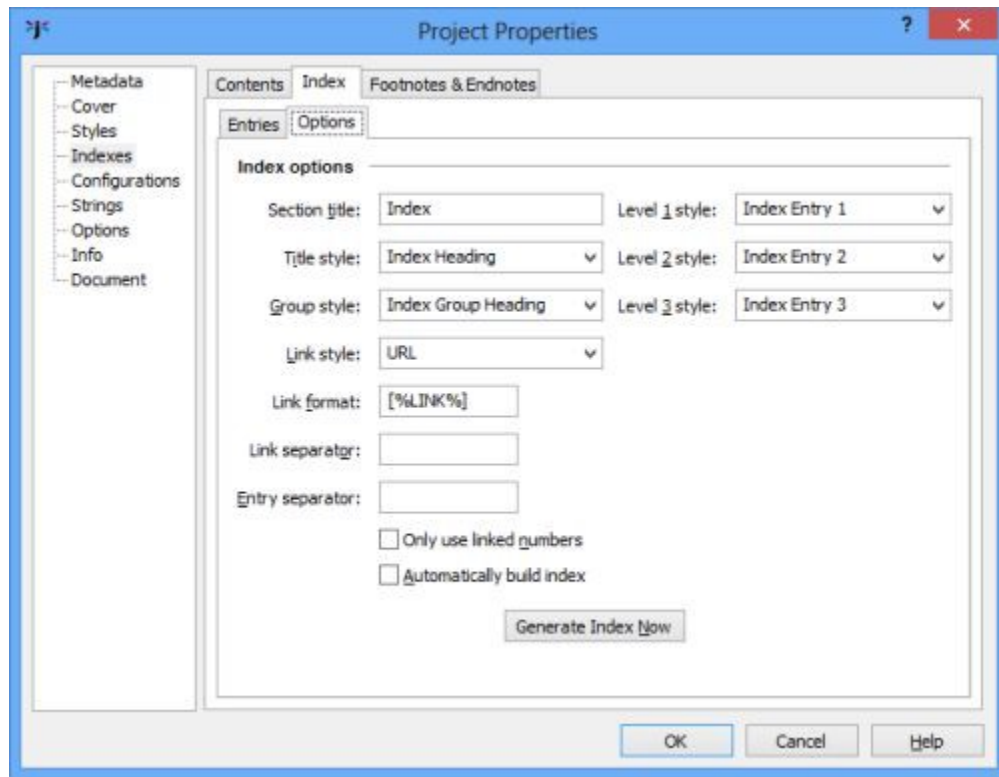 Project Properties
?
Metadata
Cover
Styles
Indexes
Configurations
Strings
Options
Info
Document
Contents Index Footnotes & Endnotes
Entries Options
Index options
Section title: Index Level 1 style: Index Entry 1
Title style: Index Heading Level 2 style: Index Entry 2
Group style: Index Group Heading Level 3 style: Index Entry 3
Link style: URL
Link format: [%LINK%]
Link separator:
Entry separator:
Only use linked numbers
Automatically build index
Generate Index Now
OK Cancel Help